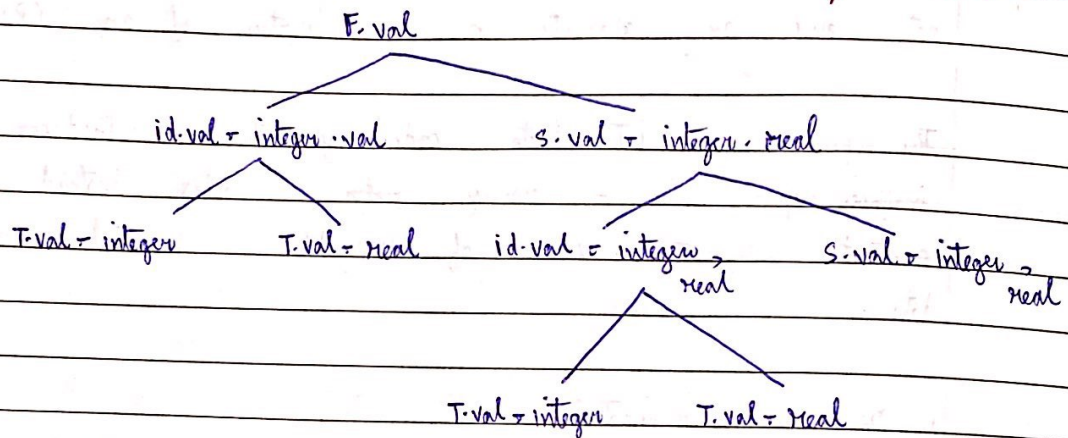 E.val
id.val = integer.val s.val = integer.real
T.val = integer T.val = real id.val = integer, s.val = integer,
real real
T.val = integer T.val = real